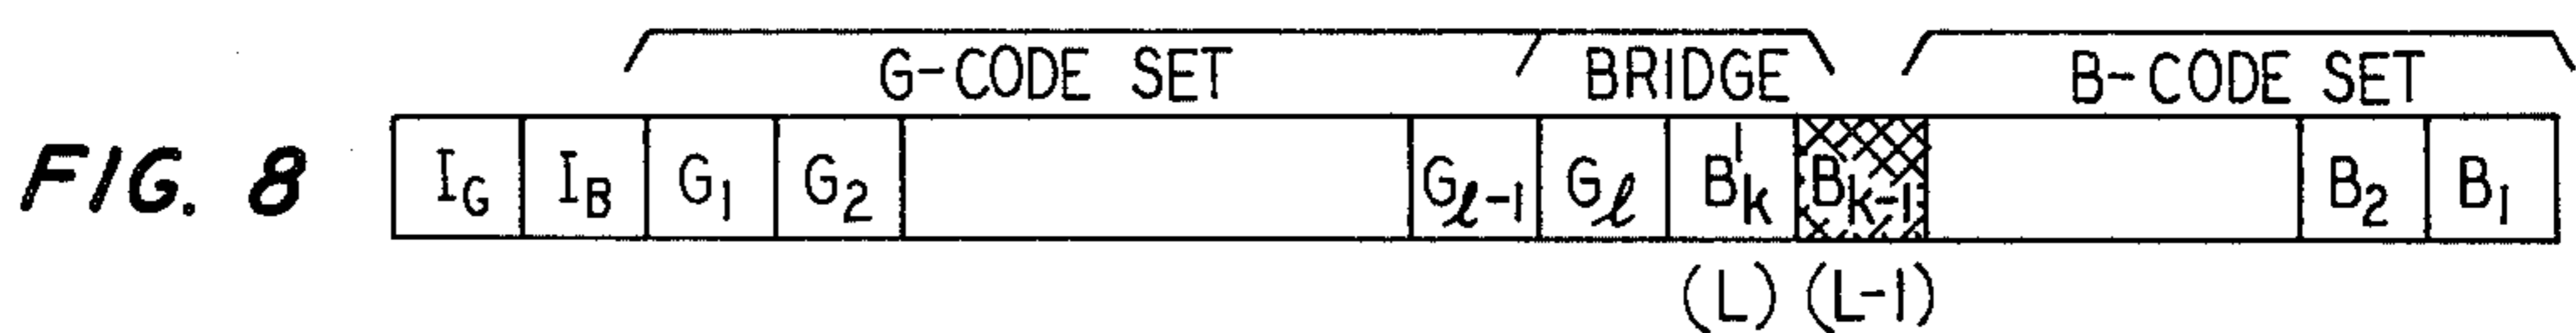 G-CODE SET BRIDGE B-CODE SET
FIG. 8 I_G I_B G_1 G_2 G_ℓ-1 G_ℓ B'_k B_k-1 B_2 B_1
(L) (L-1)